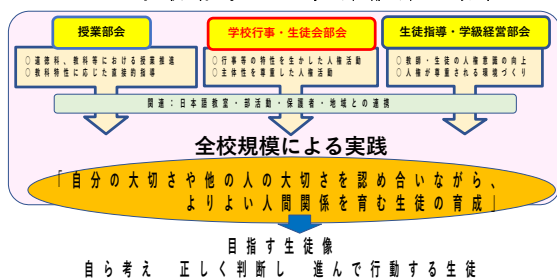 授業部会
○道徳科、教科等における授業推進
○教科特性に応じた直接的指導
学校行事・生徒会部会
○行事等の特性を生かした人権活動
○主体性を尊重した人権活動
生徒指導・学級経営部会
○教師・生徒の人権意識の向上
○人権が尊重される環境づくり
関連：日本語教室・部活動・保護者・地域との連携
全校規模による実践
「自分の大切さや他の人の大切さを認め合いながら、
よりよい人間関係を育む生徒の育成」
目指す生徒像
自ら考え　正しく判断し　進んで行動する生徒